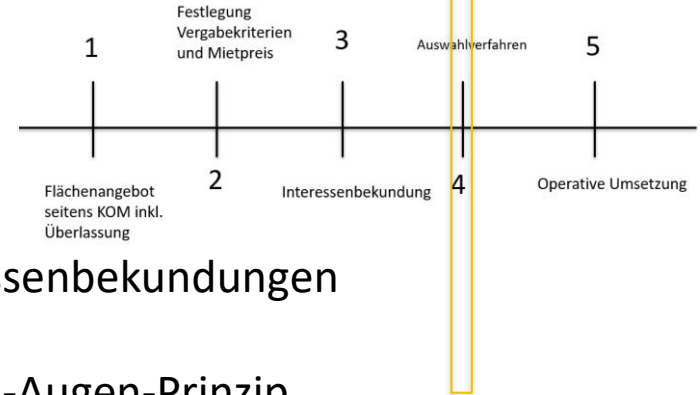 Festlegung
Vergabekriterien
und Mietpreis
1
3
Auswahlverfahren
5
Flächenangebot
seitens KOM inkl.
Überlassung
2
Interessenbekundung
4
Operative Umsetzung
ssenbekundungen
-Augen-Prinzip